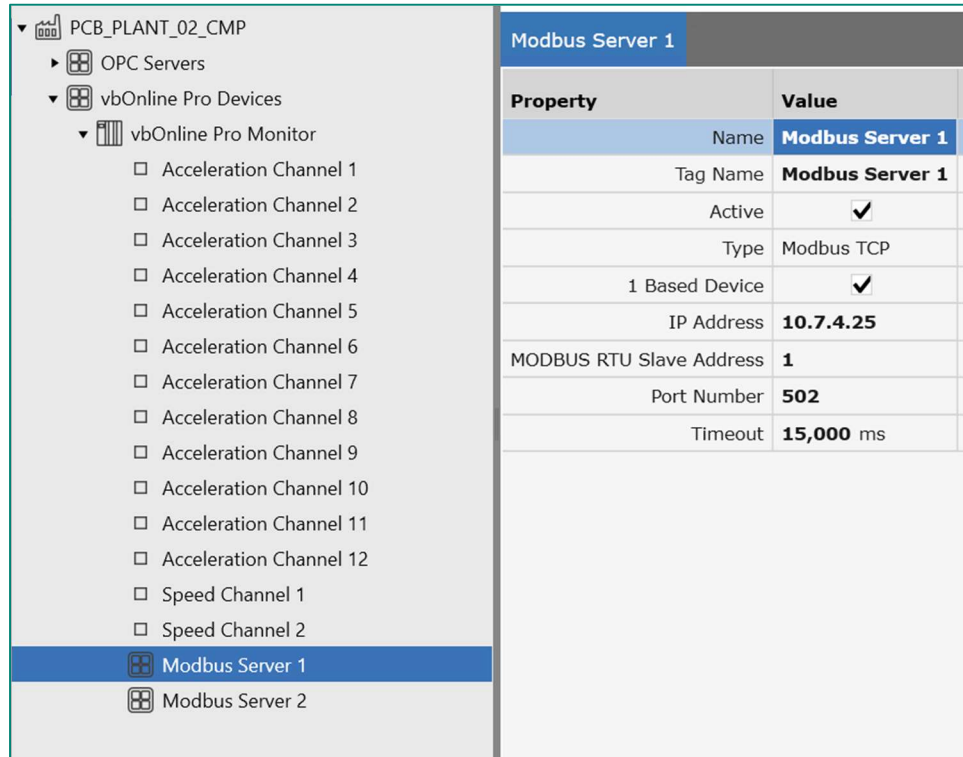 PCB_PLANT_02_CMP
OPC Servers
vbOnline Pro Devices
vbOnline Pro Monitor
Acceleration Channel 1
Acceleration Channel 2
Acceleration Channel 3
Acceleration Channel 4
Acceleration Channel 5
Acceleration Channel 6
Acceleration Channel 7
Acceleration Channel 8
Acceleration Channel 9
Acceleration Channel 10
Acceleration Channel 11
Acceleration Channel 12
Speed Channel 1
Speed Channel 2
Modbus Server 1
Modbus Server 2
Modbus Server 1
Property Value
Name Modbus Server 1
Tag Name Modbus Server 1
Active
Type Modbus TCP
1 Based Device
IP Address 10.7.4.25
MODBUS RTU Slave Address 1
Port Number 502
Timeout 15,000 ms